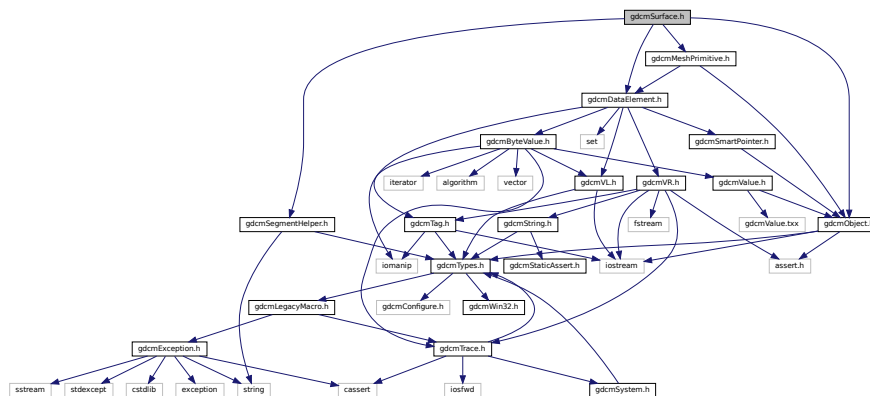 gdcmSurface.h
gdcmMeshPrimitive.h
gdcmDataElement.h
gdcmByteValue.h
set
gdcmSmartPointer.h
iterator
algorithm
vector
gdcmVL.h
gdcmVR.h
gdcmValue.h
gdcmSegmentHelper.h
gdcmTag.h
gdcmString.h
fstream
gdcmValue.txx
gdcmObject.h
iomanip
gdcmTypes.h
gdcmStaticAssert.h
iostream
assert.h
gdcmLegacyMacro.h
gdcmConfigure.h
gdcmWin32.h
gdcmException.h
gdcmTrace.h
sstream
stdexcept
cstdlib
exception
string
cassert
iosfwd
gdcmSystem.h